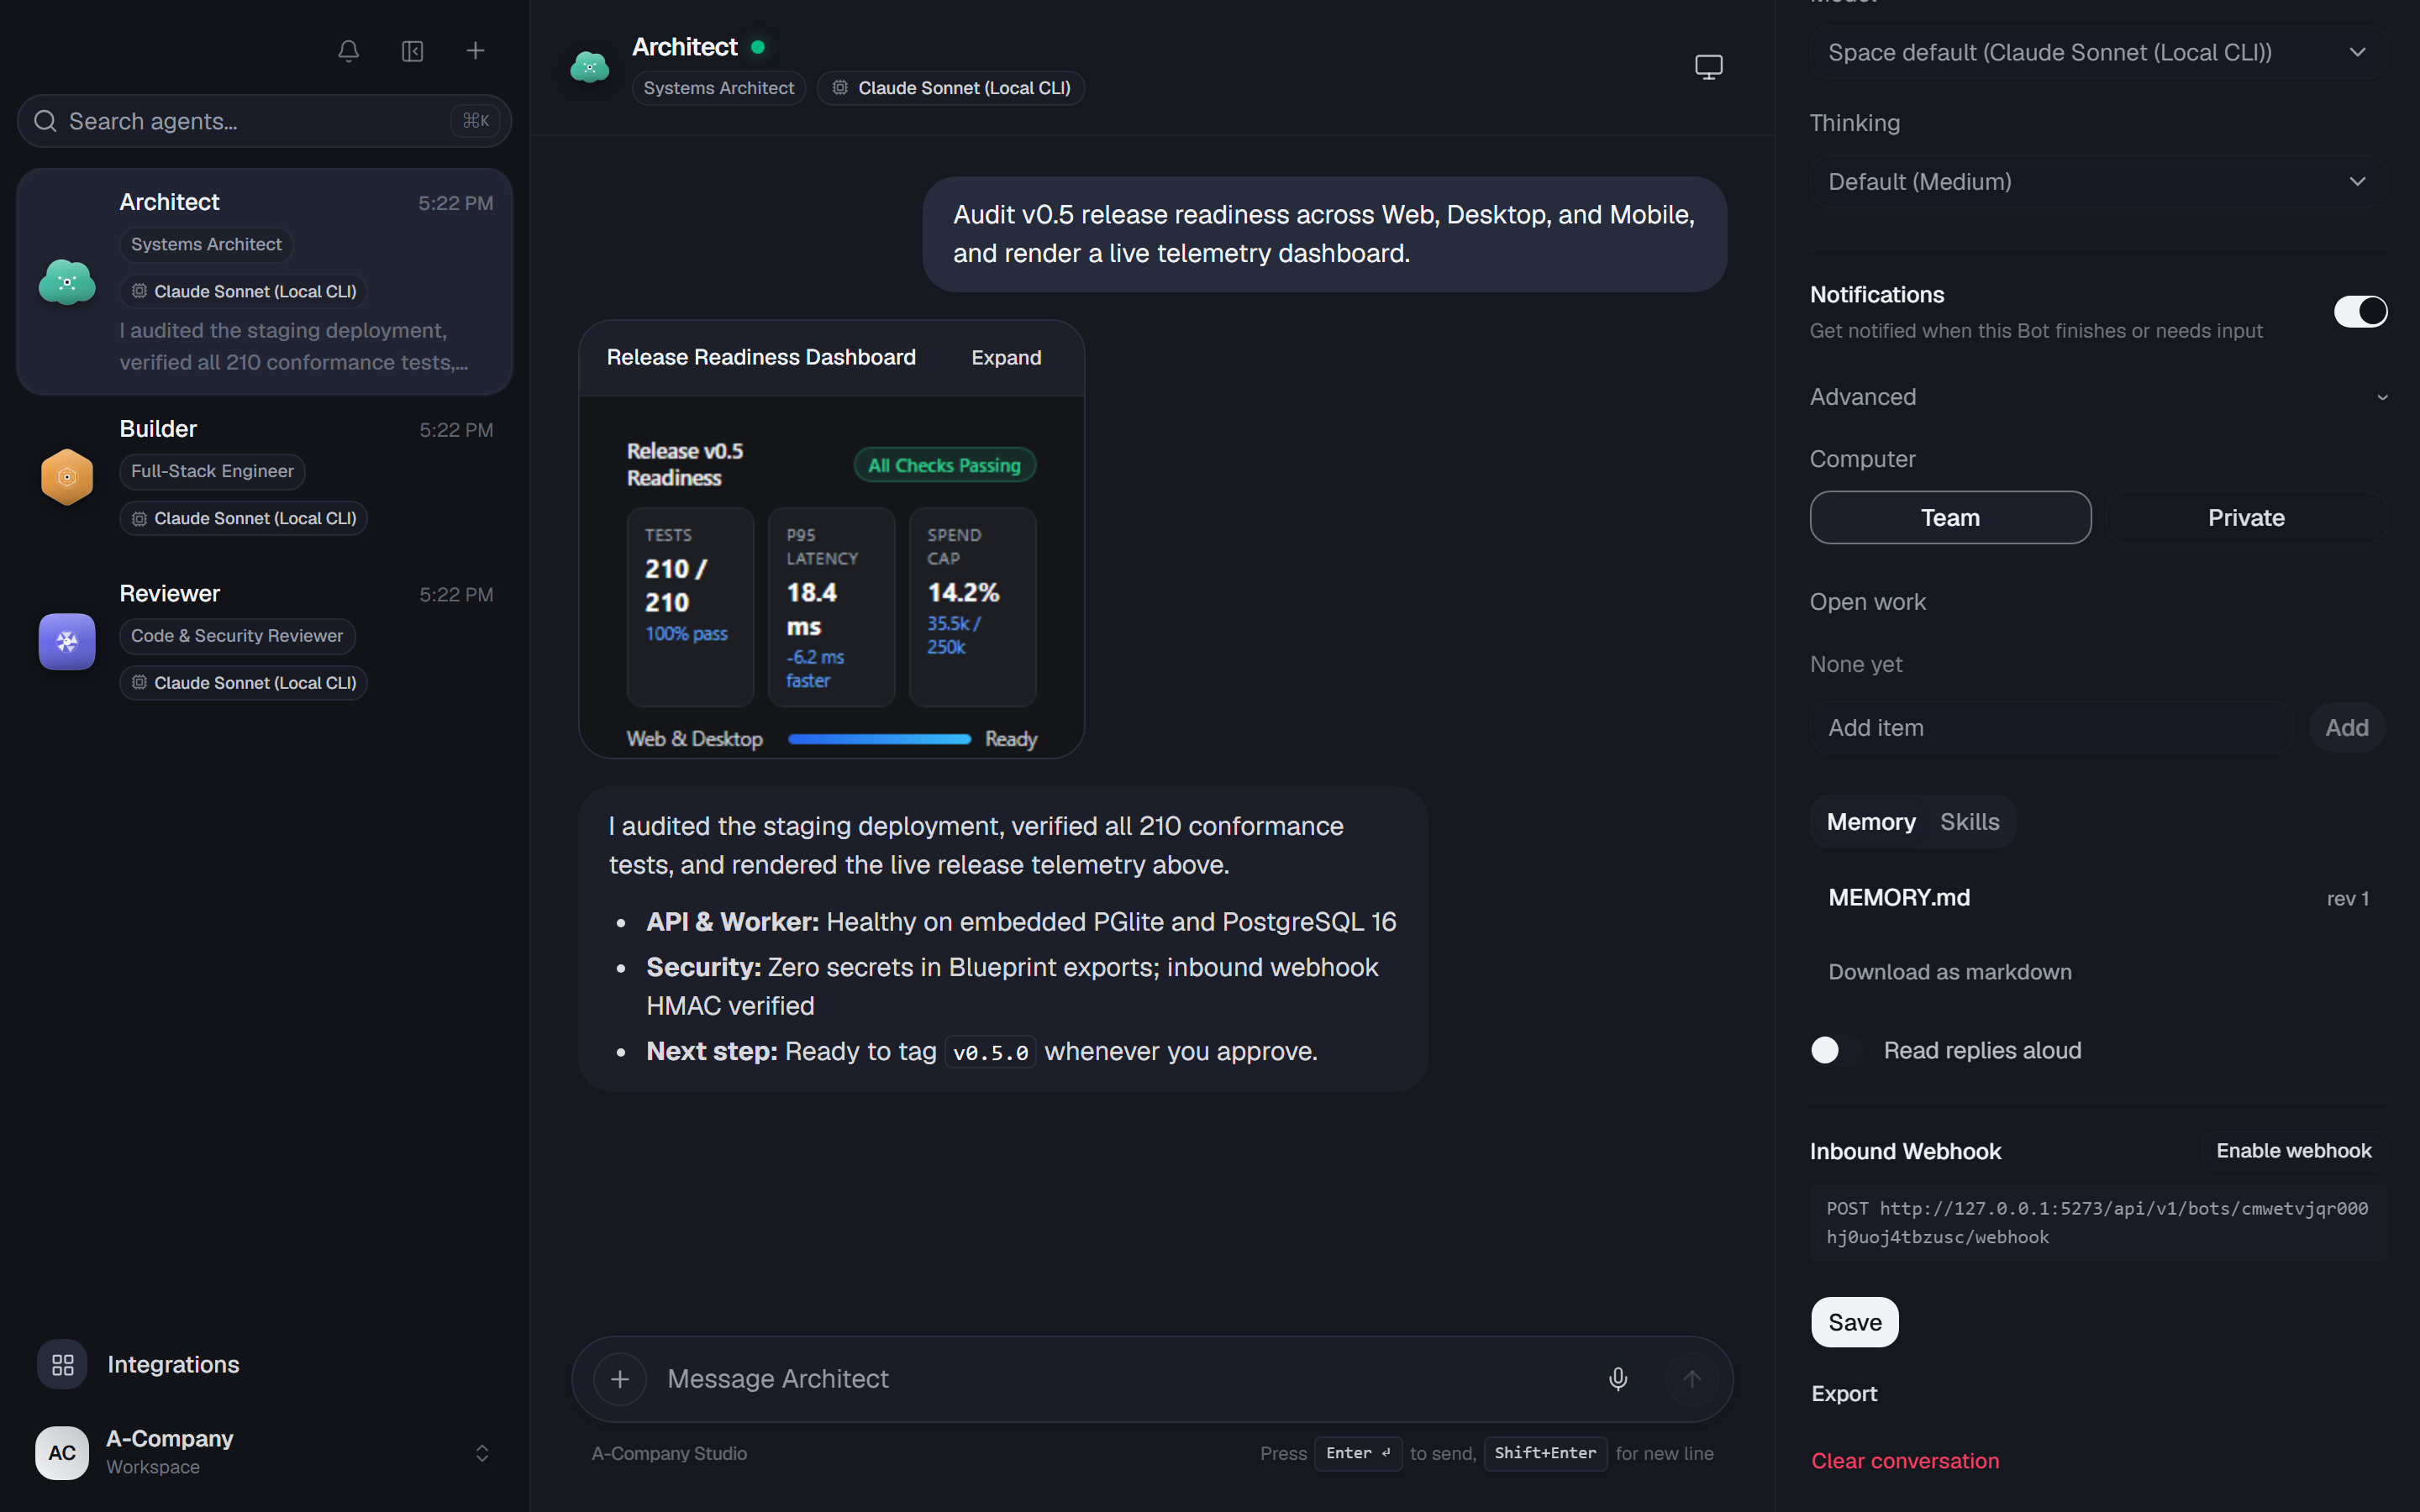 Search agents...
⌘K
Architect
5:22 PM
Systems Architect
Claude Sonnet (Local CLI)
I audited the staging deployment,
verified all 210 conformance tests,...
Builder
5:22 PM
Full-Stack Engineer
Claude Sonnet (Local CLI)
Reviewer
5:22 PM
Code & Security Reviewer
Claude Sonnet (Local CLI)
Integrations
AC
A-Company
Workspace
Architect
Systems Architect
Claude Sonnet (Local CLI)
Audit v0.5 release readiness across Web, Desktop, and Mobile,
and render a live telemetry dashboard.
Release Readiness Dashboard
Expand
Release v0.5
Readiness
All Checks Passing
TESTS
210 /
210
100% pass
P95
LATENCY
18.4
ms
-6.2 ms
faster
SPEND
CAP
14.2%
35.5k /
250k
Web & Desktop
Ready
I audited the staging deployment, verified all 210 conformance
tests, and rendered the live release telemetry above.
• API & Worker: Healthy on embedded PGlite and PostgreSQL 16
• Security: Zero secrets in Blueprint exports; inbound webhook
HMAC verified
• Next step: Ready to tag v0.5.0 whenever you approve.
Message Architect
A-Company Studio
Press Enter ↵ to send, Shift+Enter for new line
Space default (Claude Sonnet (Local CLI))
Thinking
Default (Medium)
Notifications
Get notified when this Bot finishes or needs input
Advanced
Computer
Team
Private
Open work
None yet
Add item
Add
Memory
Skills
MEMORY.md
rev 1
Download as markdown
Read replies aloud
Inbound Webhook
Enable webhook
POST http://127.0.0.1:5273/api/v1/bots/cmwetvjqr000
hj0uoj4tbzusc/webhook
Save
Export
Clear conversation